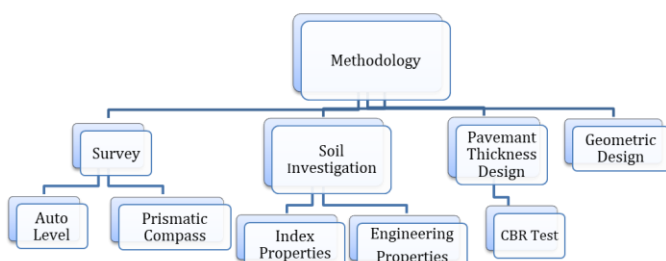 Methodology
Survey
Soil
Investigation
Pavemant
Thickness
Design
Geometric
Design
Auto
Level
Prismatic
Compass
Index
Properties
Engineering
Properties
CBR Test